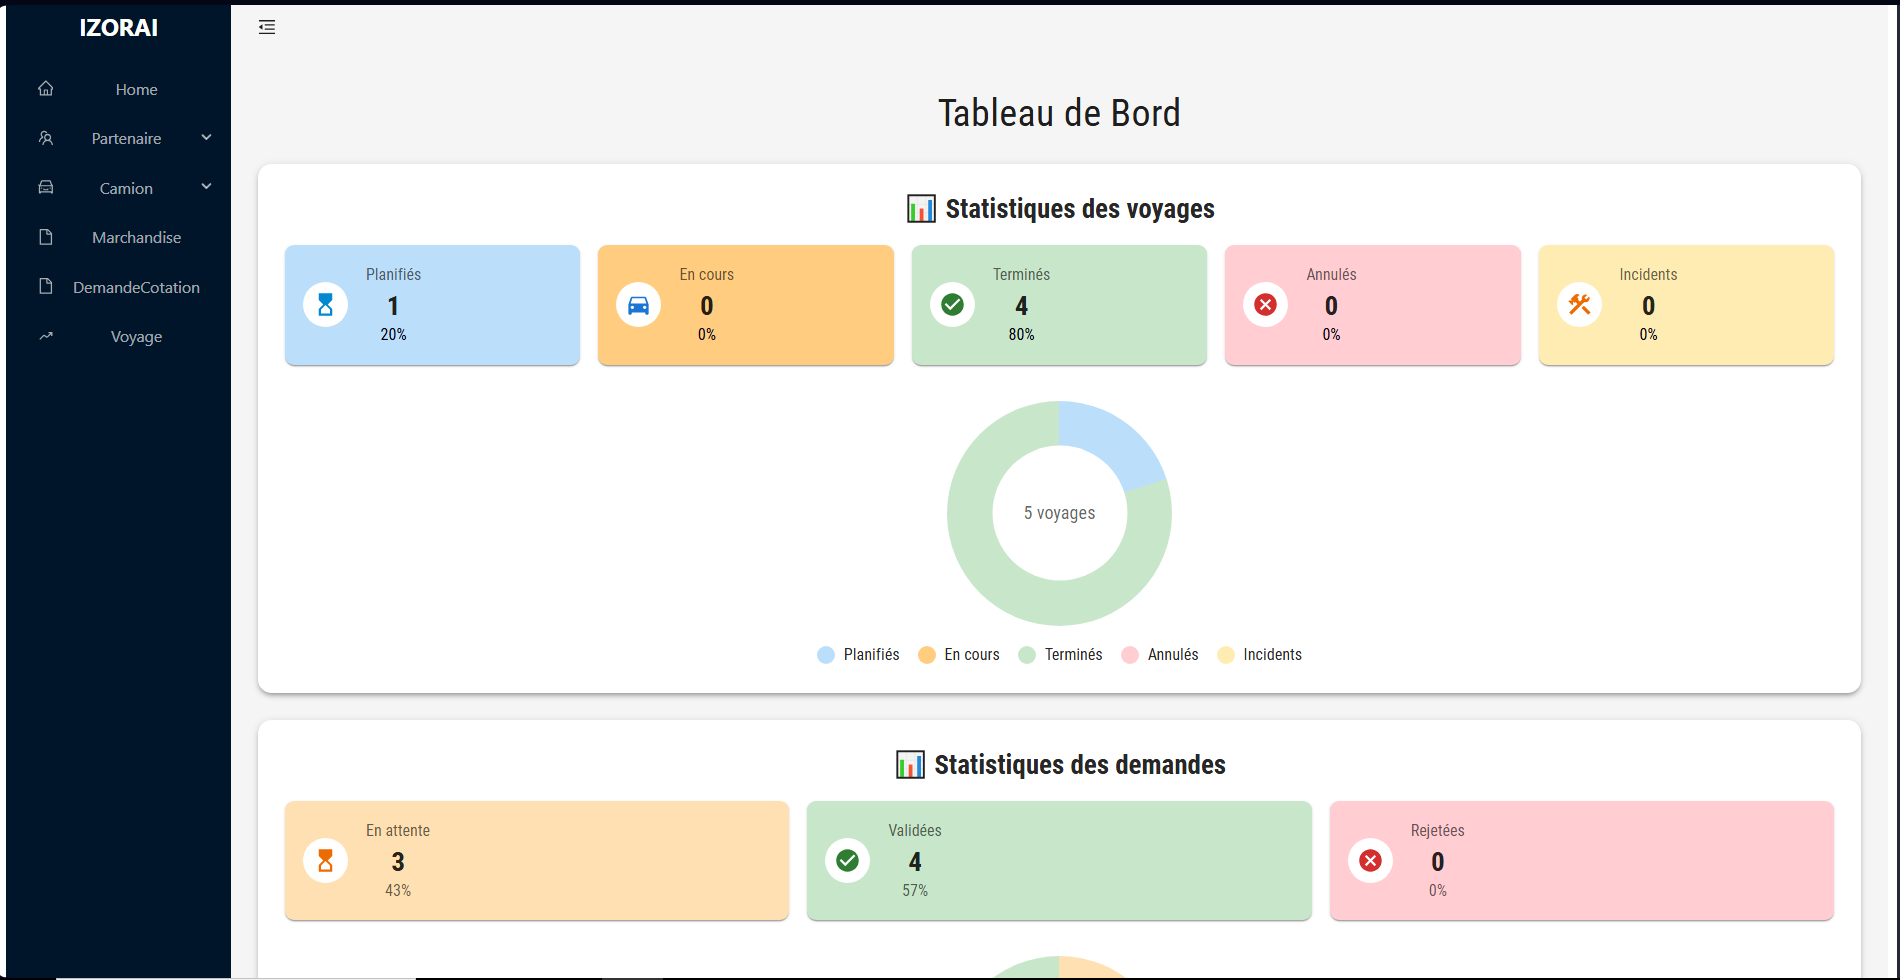 IZORAI
Home
Partenaire
Camion
Marchandise
DemandeCotation
Voyage
Tableau de Bord
Statistiques des voyages
Planifiés
1
20%
En cours
0
0%
Terminés
4
80%
Annulés
0
0%
Incidents
0
0%
5 voyages
Planifiés En cours Terminés Annulés Incidents
Statistiques des demandes
En attente
3
43%
Validées
4
57%
Rejetées
0
0%